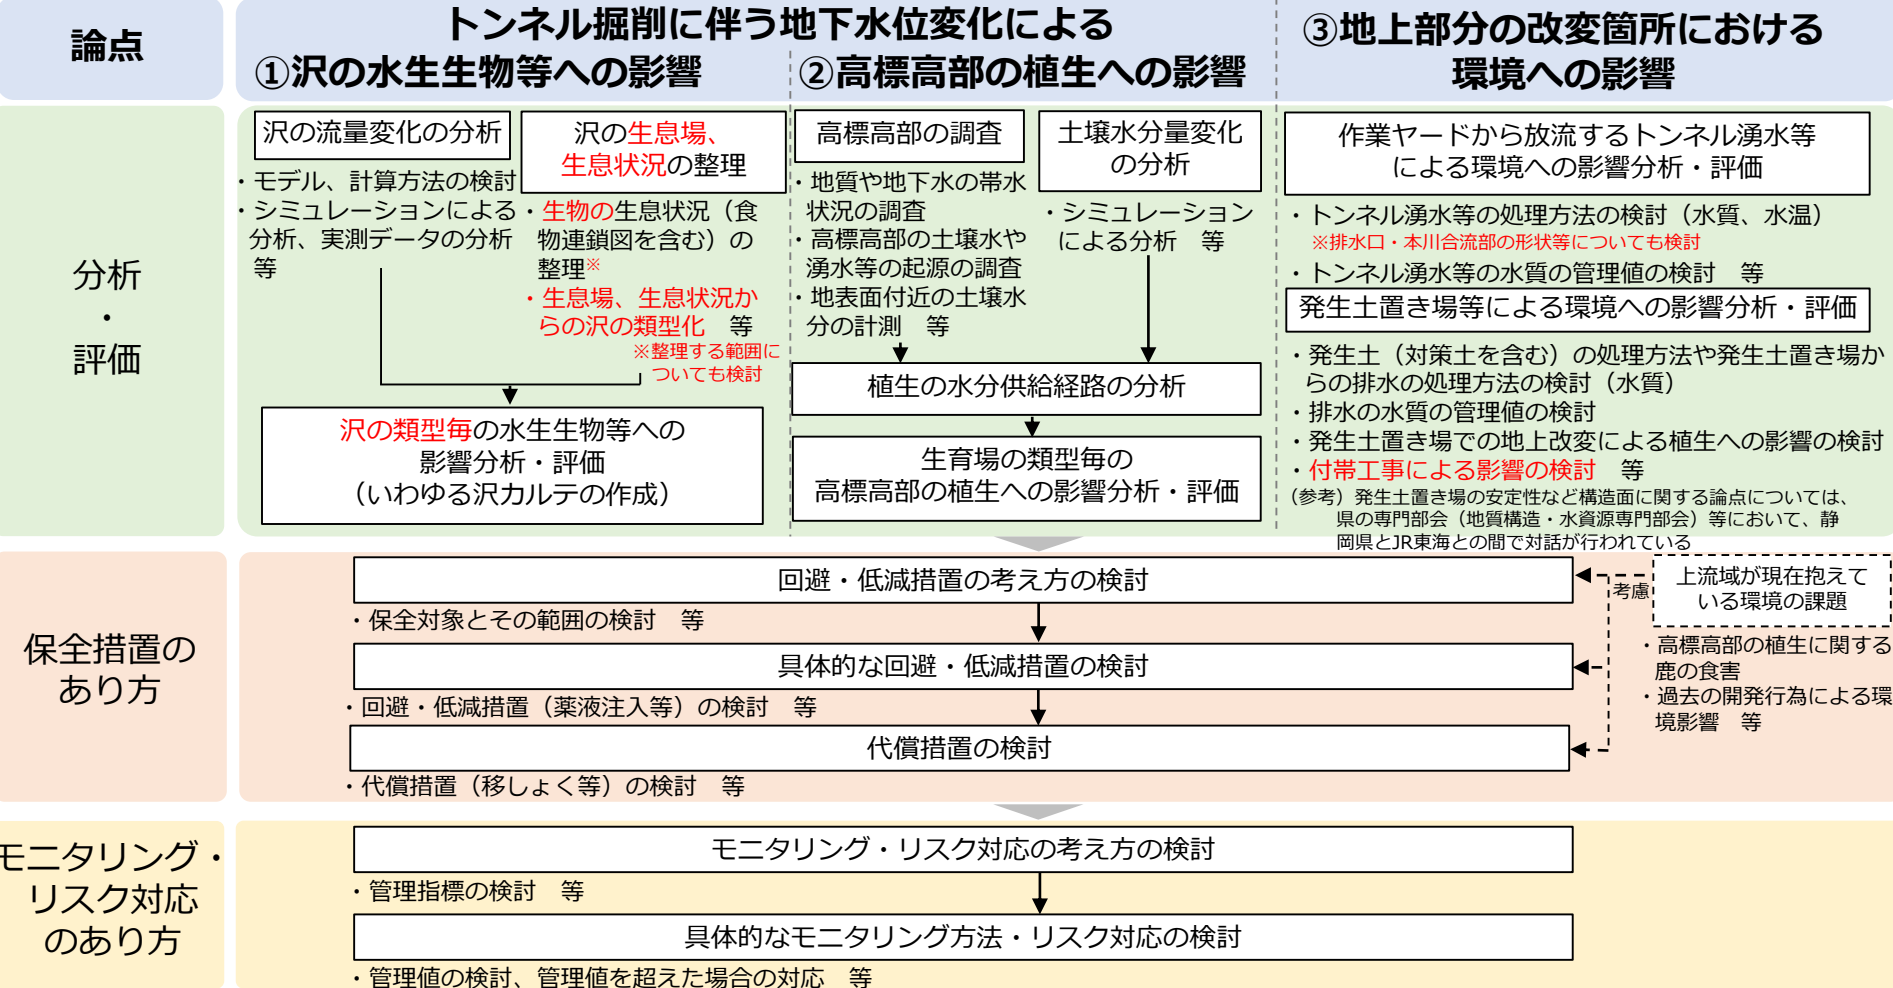 論点
トンネル掘削に伴う地下水位変化による
①沢の水生生物等への影響
②高標高部の植生への影響
③地上部分の改変箇所における
環境への影響
分析
・
評価
沢の流量変化の分析
・モデル、計算方法の検討
・シミュレーションによる
分析、実測データの分析
等
沢の生息場、
生息状況の整理
・生物の生息状況（食
物連鎖図を含む）の
整理※
・生息場、生息状況か
らの沢の類型化　等
※整理する範囲に
ついても検討
沢の類型毎の水生生物等への
影響分析・評価
（いわゆる沢カルテの作成）
高標高部の調査
・地質や地下水の帯水
状況の調査
・高標高部の土壌水や
湧水等の起源の調査
・地表面付近の土壌水
分の計測　等
土壌水分量変化
の分析
・シミュレーション
による分析　等
植生の水分供給経路の分析
生育場の類型毎の
高標高部の植生への影響分析・評価
作業ヤードから放流するトンネル湧水等
による環境への影響分析・評価
・トンネル湧水等の処理方法の検討（水質、水温）
※排水口・本川合流部の形状等についても検討
・トンネル湧水等の水質の管理値の検討　等
発生土置き場等による環境への影響分析・評価
・発生土（対策土を含む）の処理方法や発生土置き場か
らの排水の処理方法の検討（水質）
・排水の水質の管理値の検討
・発生土置き場での地上改変による植生への影響の検討
・付帯工事による影響の検討　等
（参考）発生土置き場の安定性など構造面に関する論点については、
県の専門部会（地質構造・水資源専門部会）等において、静
岡県とJR東海との間で対話が行われている
保全措置の
あり方
回避・低減措置の考え方の検討
・保全対象とその範囲の検討　等
具体的な回避・低減措置の検討
・回避・低減措置（薬液注入等）の検討　等
代償措置の検討
・代償措置（移しょく等）の検討　等
考慮
上流域が現在抱えて
いる環境の課題
・高標高部の植生に関する
鹿の食害
・過去の開発行為による環
境影響　等
モニタリング・
リスク対応
のあり方
モニタリング・リスク対応の考え方の検討
・管理指標の検討　等
具体的なモニタリング方法・リスク対応の検討
・管理値の検討、管理値を超えた場合の対応　等